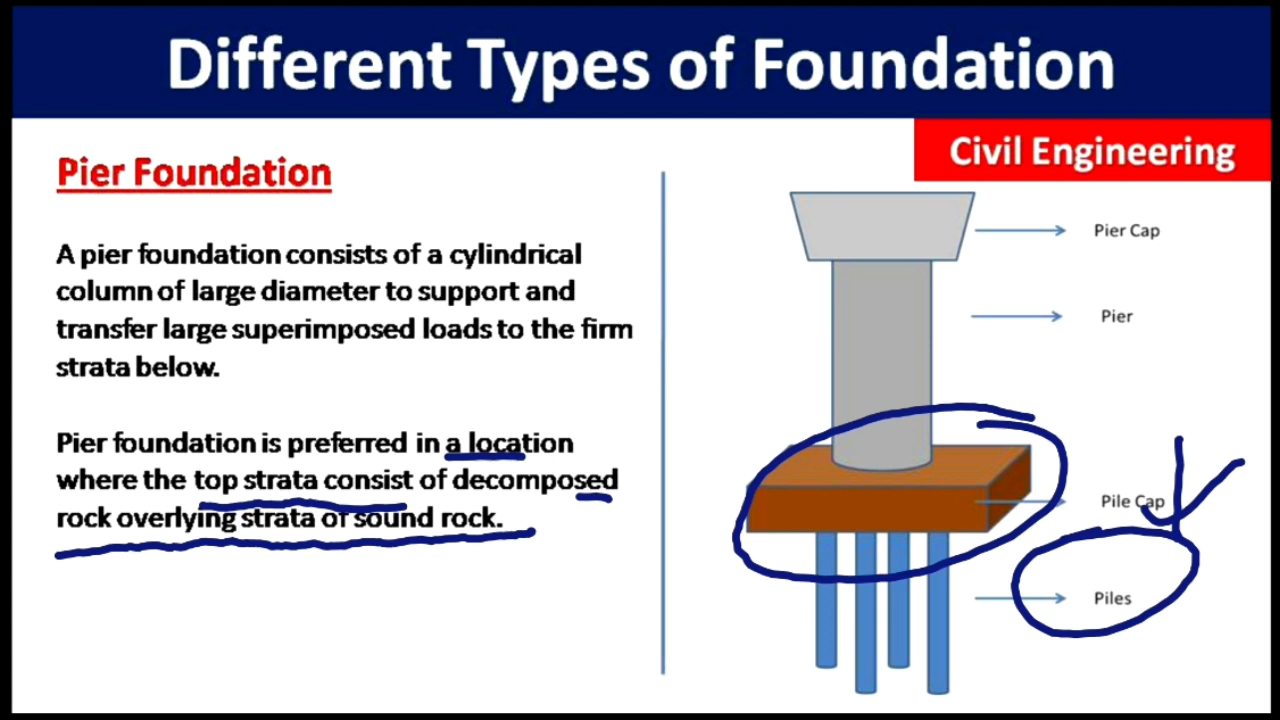 Different Types of Foundation
Civil Engineering
Pier Foundation
A pier foundation consists of a cylindrical
column of large diameter to support and
transfer large superimposed loads to the firm
strata below.
Pier foundation is preferred in a location
where the top strata consist of decomposed
rock overlying strata of sound rock.
Pier Cap
Pier
Pile Cap
Piles